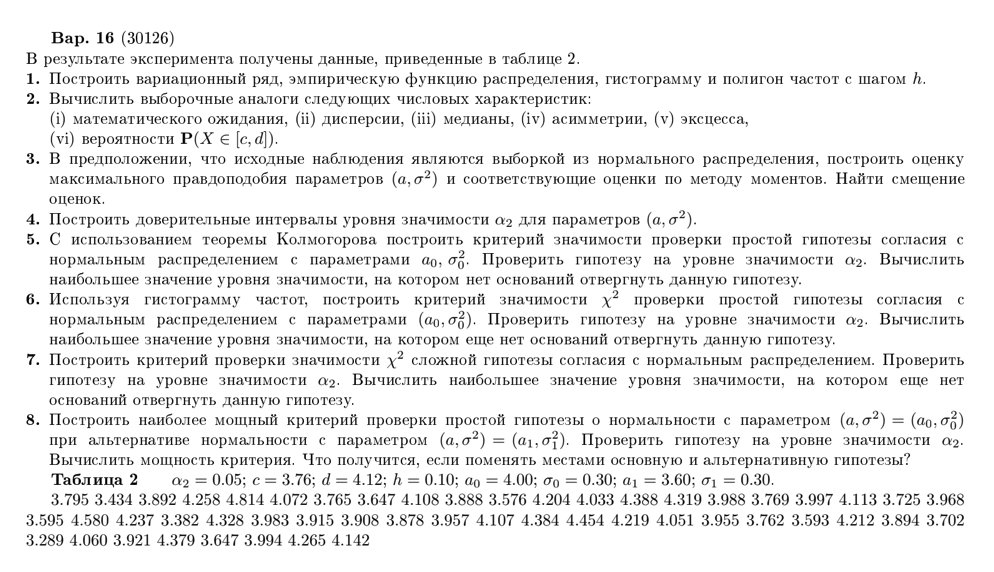 Вар. 16 (30126)
В результате эксперимента получены данные, приведенные в таблице 2.
1. Построить вариационный ряд, эмпирическую функцию распределения, гистограмму и полигон частот с шагом h.
2. Вычислить выборочные аналоги следующих числовых характеристик:
(i) математического ожидания, (ii) дисперсии, (iii) медианы, (iv) асимметрии, (v) эксцесса,
(vi) вероятности P(X ∈ [c, d]).
3. В предположении, что исходные наблюдения являются выборкой из нормального распределения, построить оценку
максимального правдоподобия параметров (a, σ²) и соответствующие оценки по методу моментов. Найти смещение
оценок.
4. Построить доверительные интервалы уровня значимости α₂ для параметров (a, σ²).
5. С использованием теоремы Колмогорова построить критерий значимости проверки простой гипотезы согласия с
нормальным распределением с параметрами a₀, σ₀². Проверить гипотезу на уровне значимости α₂. Вычислить
наибольшее значение уровня значимости, на котором нет оснований отвергнуть данную гипотезу.
6. Используя гистограмму частот, построить критерий значимости χ² проверки простой гипотезы согласия с
нормальным распределением с параметрами (a₀, σ₀²). Проверить гипотезу на уровне значимости α₂. Вычислить
наибольшее значение уровня значимости, на котором еще нет оснований отвергнуть данную гипотезу.
7. Построить критерий проверки значимости χ² сложной гипотезы согласия с нормальным распределением. Проверить
гипотезу на уровне значимости α₂. Вычислить наибольшее значение уровня значимости, на котором еще нет
оснований отвергнуть данную гипотезу.
8. Построить наиболее мощный критерий проверки простой гипотезы о нормальности с параметром (a, σ²) = (a₀, σ₀²)
при альтернативе нормальности с параметром (a, σ²) = (a₁, σ₁²). Проверить гипотезу на уровне значимости α₂.
Вычислить мощность критерия. Что получится, если поменять местами основную и альтернативную гипотезы?
Таблица 2 α₂ = 0.05; c = 3.76; d = 4.12; h = 0.10; a₀ = 4.00; σ₀ = 0.30; a₁ = 3.60; σ₁ = 0.30.
3.795 3.434 3.892 4.258 4.814 4.072 3.765 3.647 4.108 3.888 3.576 4.204 4.033 4.388 4.319 3.988 3.769 3.997 4.113 3.725 3.968
3.595 4.580 4.237 3.382 4.328 3.983 3.915 3.908 3.878 3.957 4.107 4.384 4.454 4.219 4.051 3.955 3.762 3.593 4.212 3.894 3.702
3.289 4.060 3.921 4.379 3.647 3.994 4.265 4.142